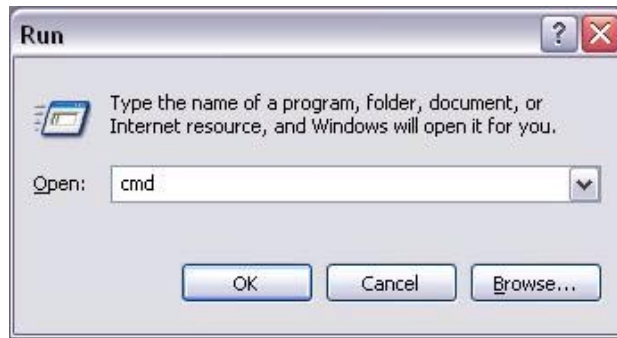 Run
Type the name of a program, folder, document, or
Internet resource, and Windows will open it for you.
Open: cmd
OK Cancel Browse...